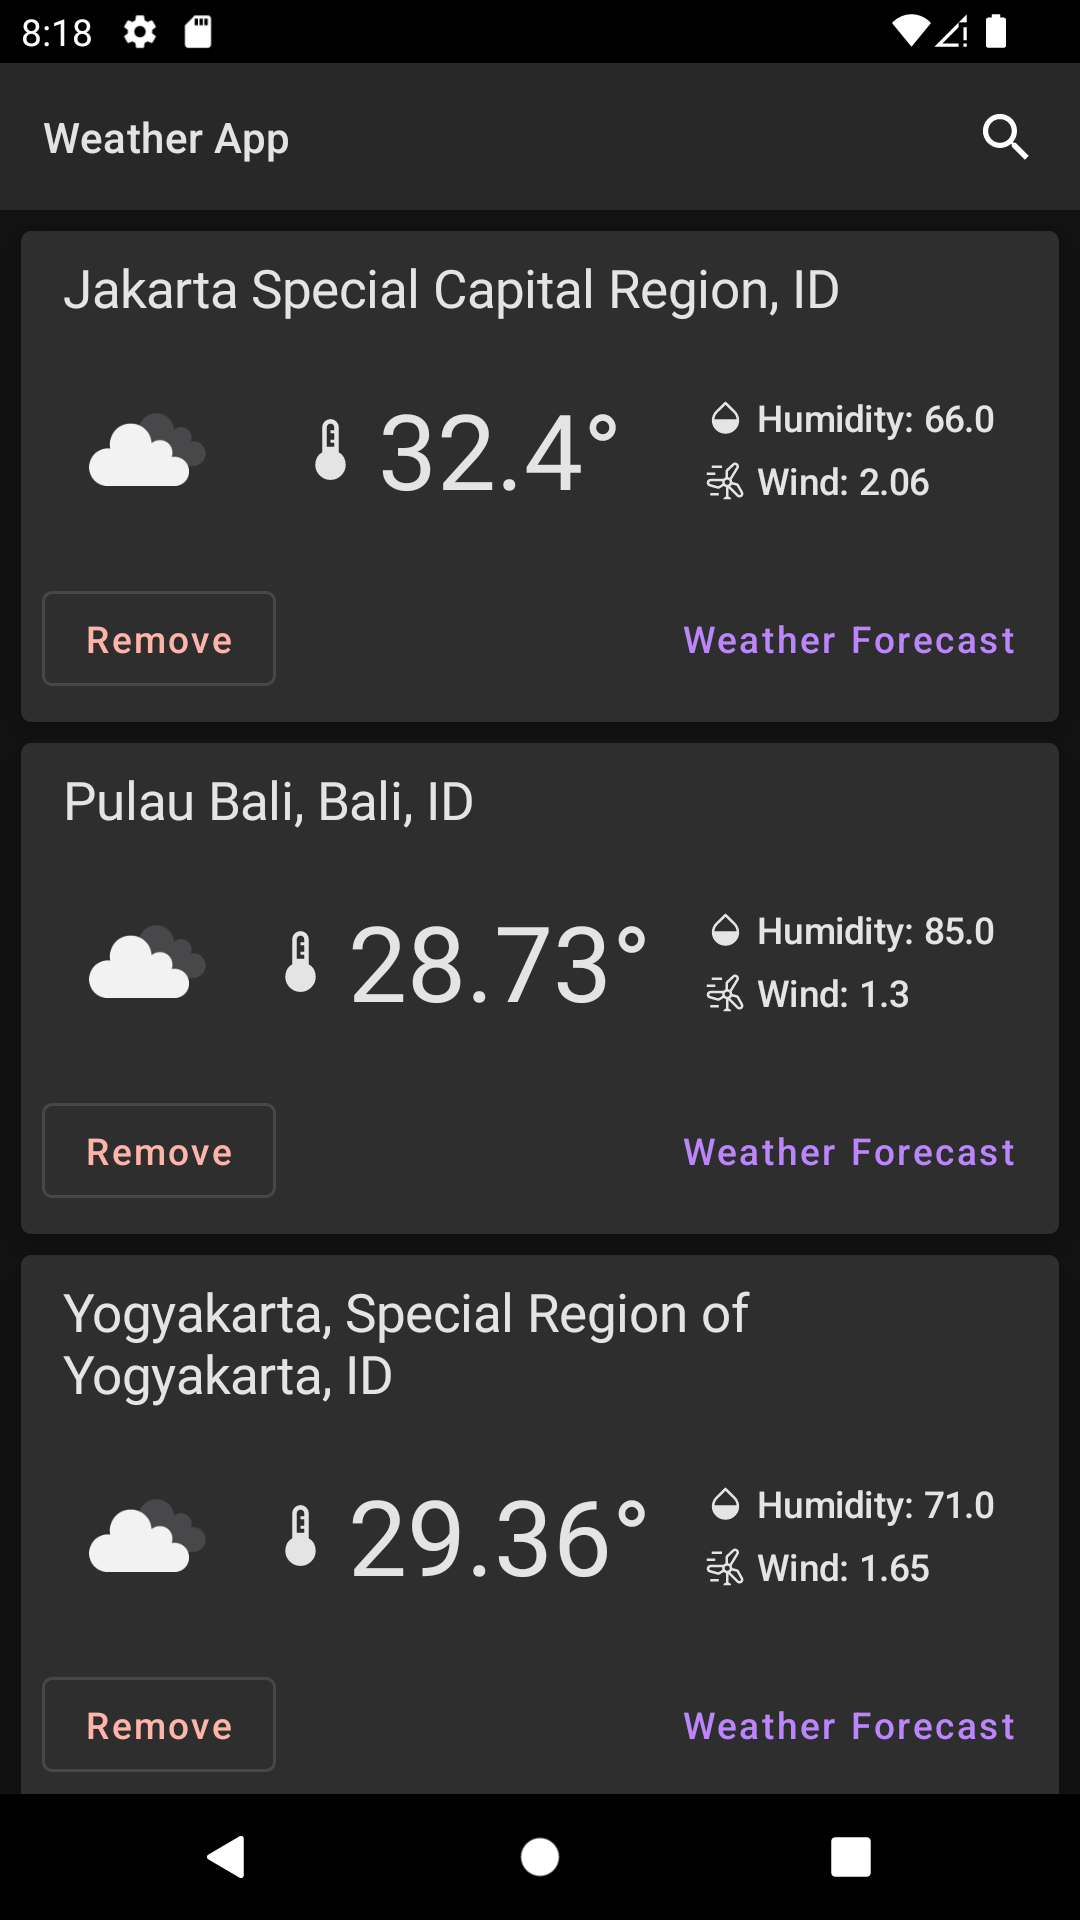 8:18
Weather App
Jakarta Special Capital Region, ID
32.4°
Humidity: 66.0
Wind: 2.06
Remove
Weather Forecast
Pulau Bali, Bali, ID
28.73°
Humidity: 85.0
Wind: 1.3
Remove
Weather Forecast
Yogyakarta, Special Region of
Yogyakarta, ID
29.36°
Humidity: 71.0
Wind: 1.65
Remove
Weather Forecast